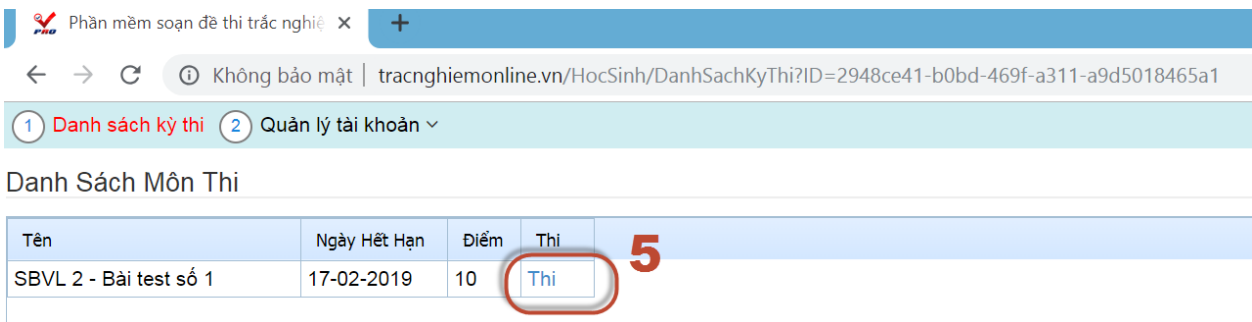 Phần mềm soạn đề thi trắc nghiệ
Không bảo mật | tracnghiemonline.vn/HocSinh/DanhSachKyThi?ID=2948ce41-b0bd-469f-a311-a9d5018465a1
1 Danh sách kỳ thi 2 Quản lý tài khoản
Danh Sách Môn Thi
Tên Ngày Hết Hạn Điểm Thi
SBVL 2 - Bài test số 1 17-02-2019 10 Thi
5